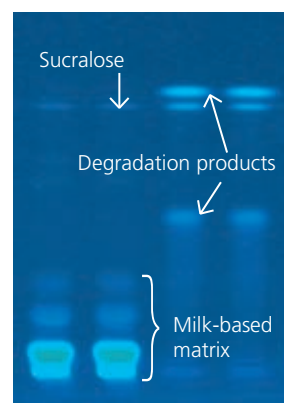 Sucralose
Degradation products
Milk-based
matrix